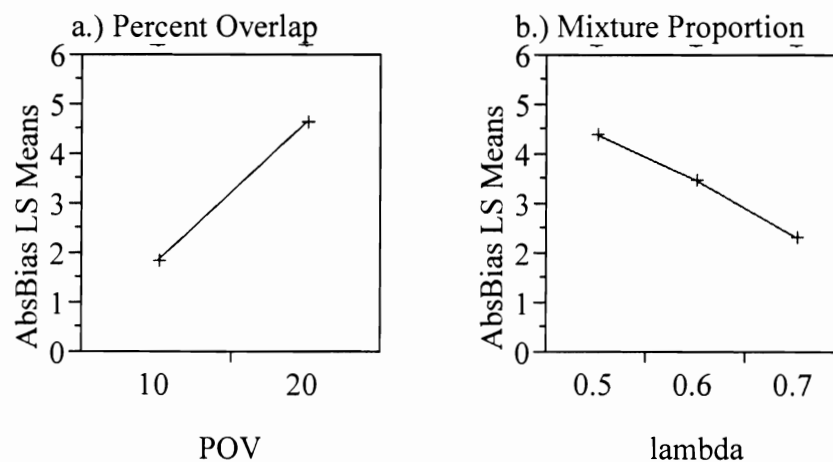 a.) Percent Overlap
AbsBias LS Means
6
5
4
3
2
1
0
10 20
POV
b.) Mixture Proportion
AbsBias LS Means
6
5
4
3
2
1
0
0.5 0.6 0.7
lambda